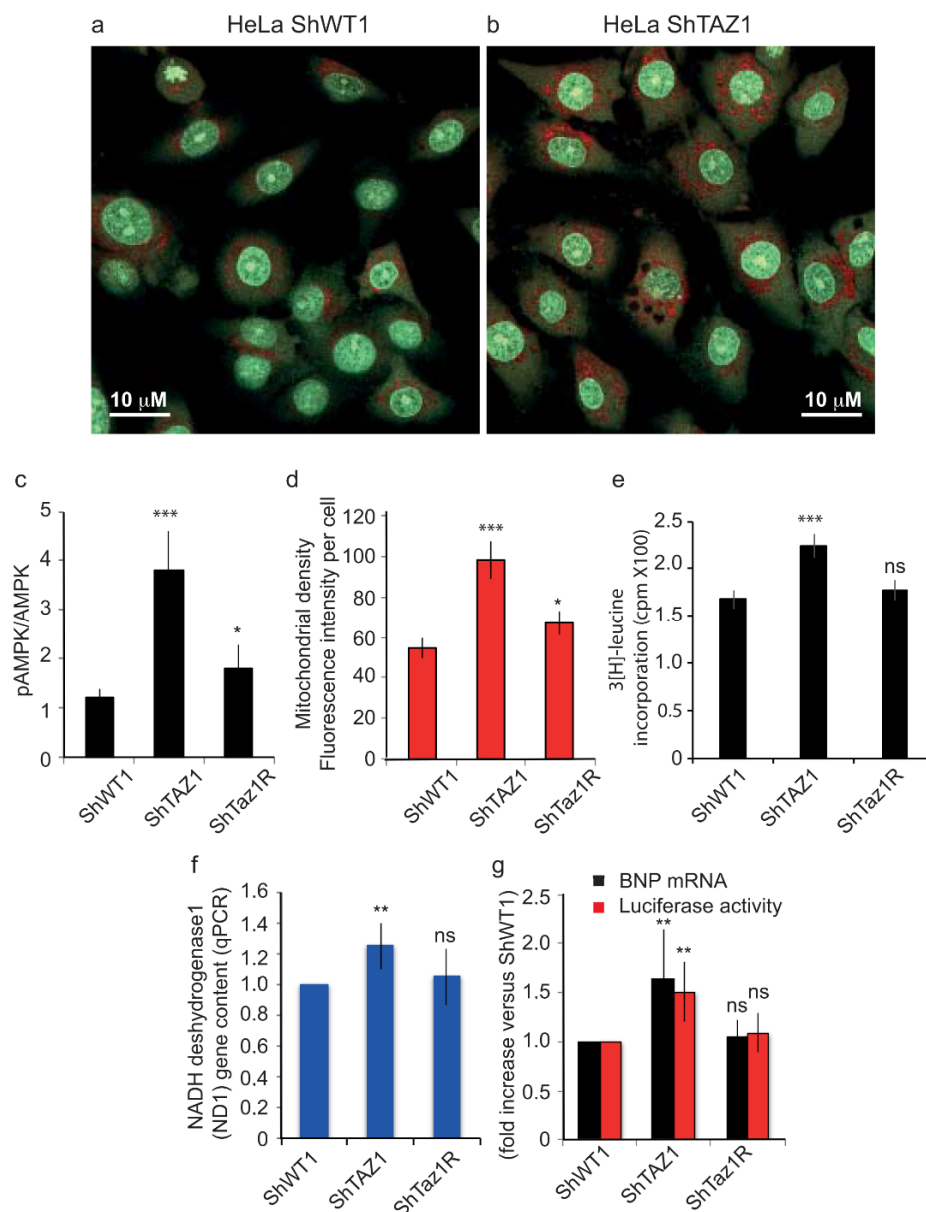 a HeLa ShWT1
b HeLa ShTAZ1
10 μM
10 μM
c
pAMPK/AMPK
5
4
3
2
1
0
***
*
ShWT1
ShTAZ1
ShTaz1R
d
Mitochondrial density
Fluorescence intensity per cell
120
100
80
60
40
20
0
***
*
ShWT1
ShTAZ1
ShTaz1R
e
3[H]-leucine
incorporation (cpm X100)
2.5
2.0
1.5
1.0
0.5
0
***
ns
ShWT1
ShTAZ1
ShTaz1R
f
NADH deshydrogenase1
(ND1) gene content (qPCR)
1.6
1.4
1.2
1.0
0.8
0.6
0.4
0.2
0
**
ns
ShWT1
ShTAZ1
ShTaz1R
g
BNP mRNA
Luciferase activity
(fold increase versus ShWT1)
2.5
2.0
1.5
1.0
0.5
0
**
**
ns
ns
ShWT1
ShTAZ1
ShTaz1R